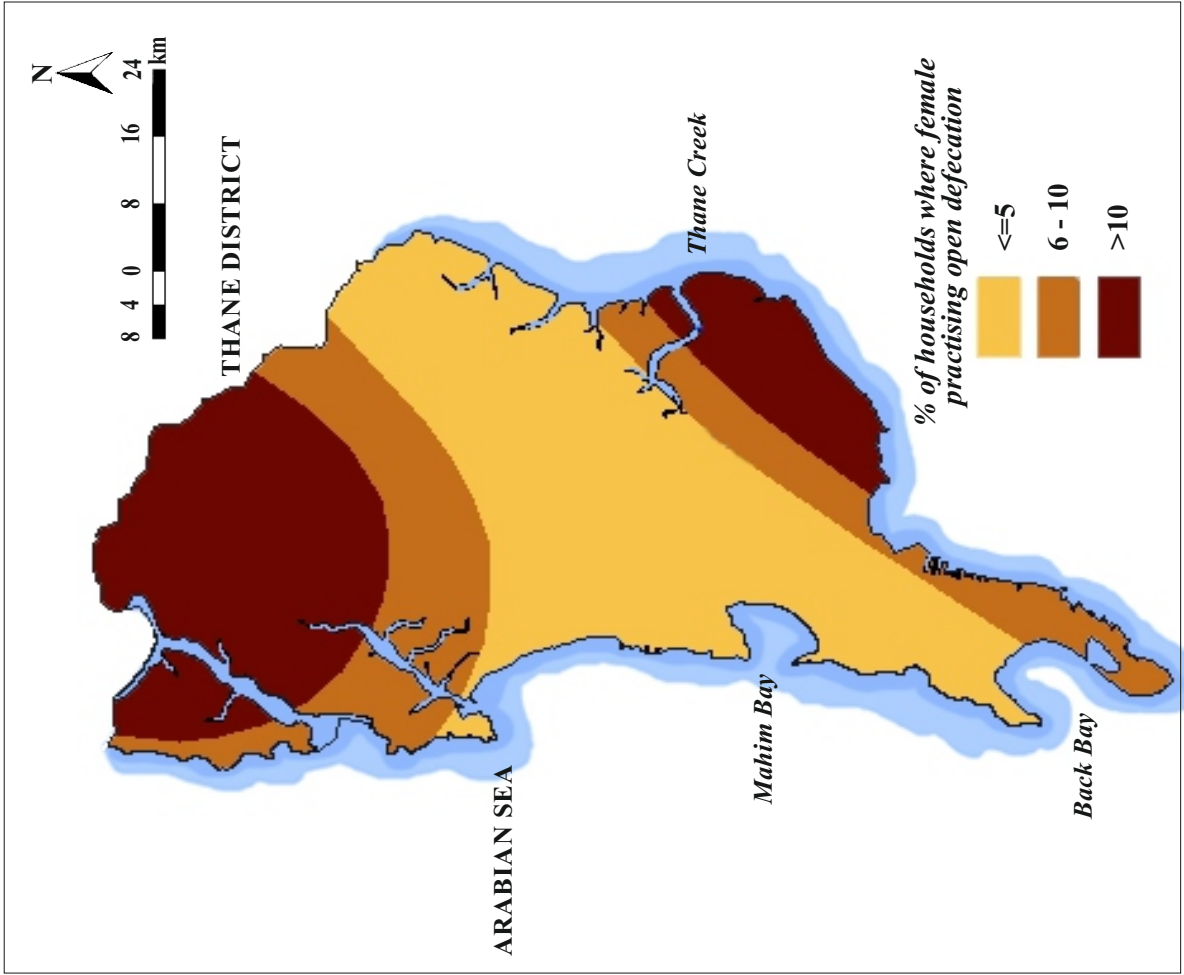 N
8 4 0 8 16 24
km
THANE DISTRICT
Thane Creek
ARABIAN SEA
Mahim Bay
Back Bay
% of households where female
practising open defecation
<=5
6 - 10
>10